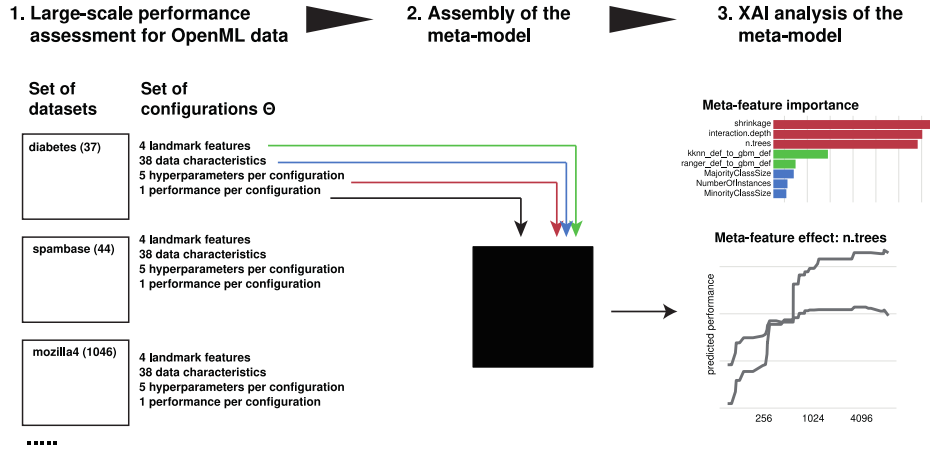 1. Large-scale performance
assessment for OpenML data
2. Assembly of the
meta-model
3. XAI analysis of the
meta-model
Set of
datasets
Set of
configurations Θ
diabetes (37)
4 landmark features
38 data characteristics
5 hyperparameters per configuration
1 performance per configuration
spambase (44)
4 landmark features
38 data characteristics
5 hyperparameters per configuration
1 performance per configuration
mozilla4 (1046)
4 landmark features
38 data characteristics
5 hyperparameters per configuration
1 performance per configuration
Meta-feature importance
shrinkage
interaction.depth
n.trees
kknn_def_to_gbm_def
ranger_def_to_gbm_def
MajorityClassSize
NumberOfInstances
MinorityClassSize
Meta-feature effect: n.trees
predicted performance
256 1024 4096